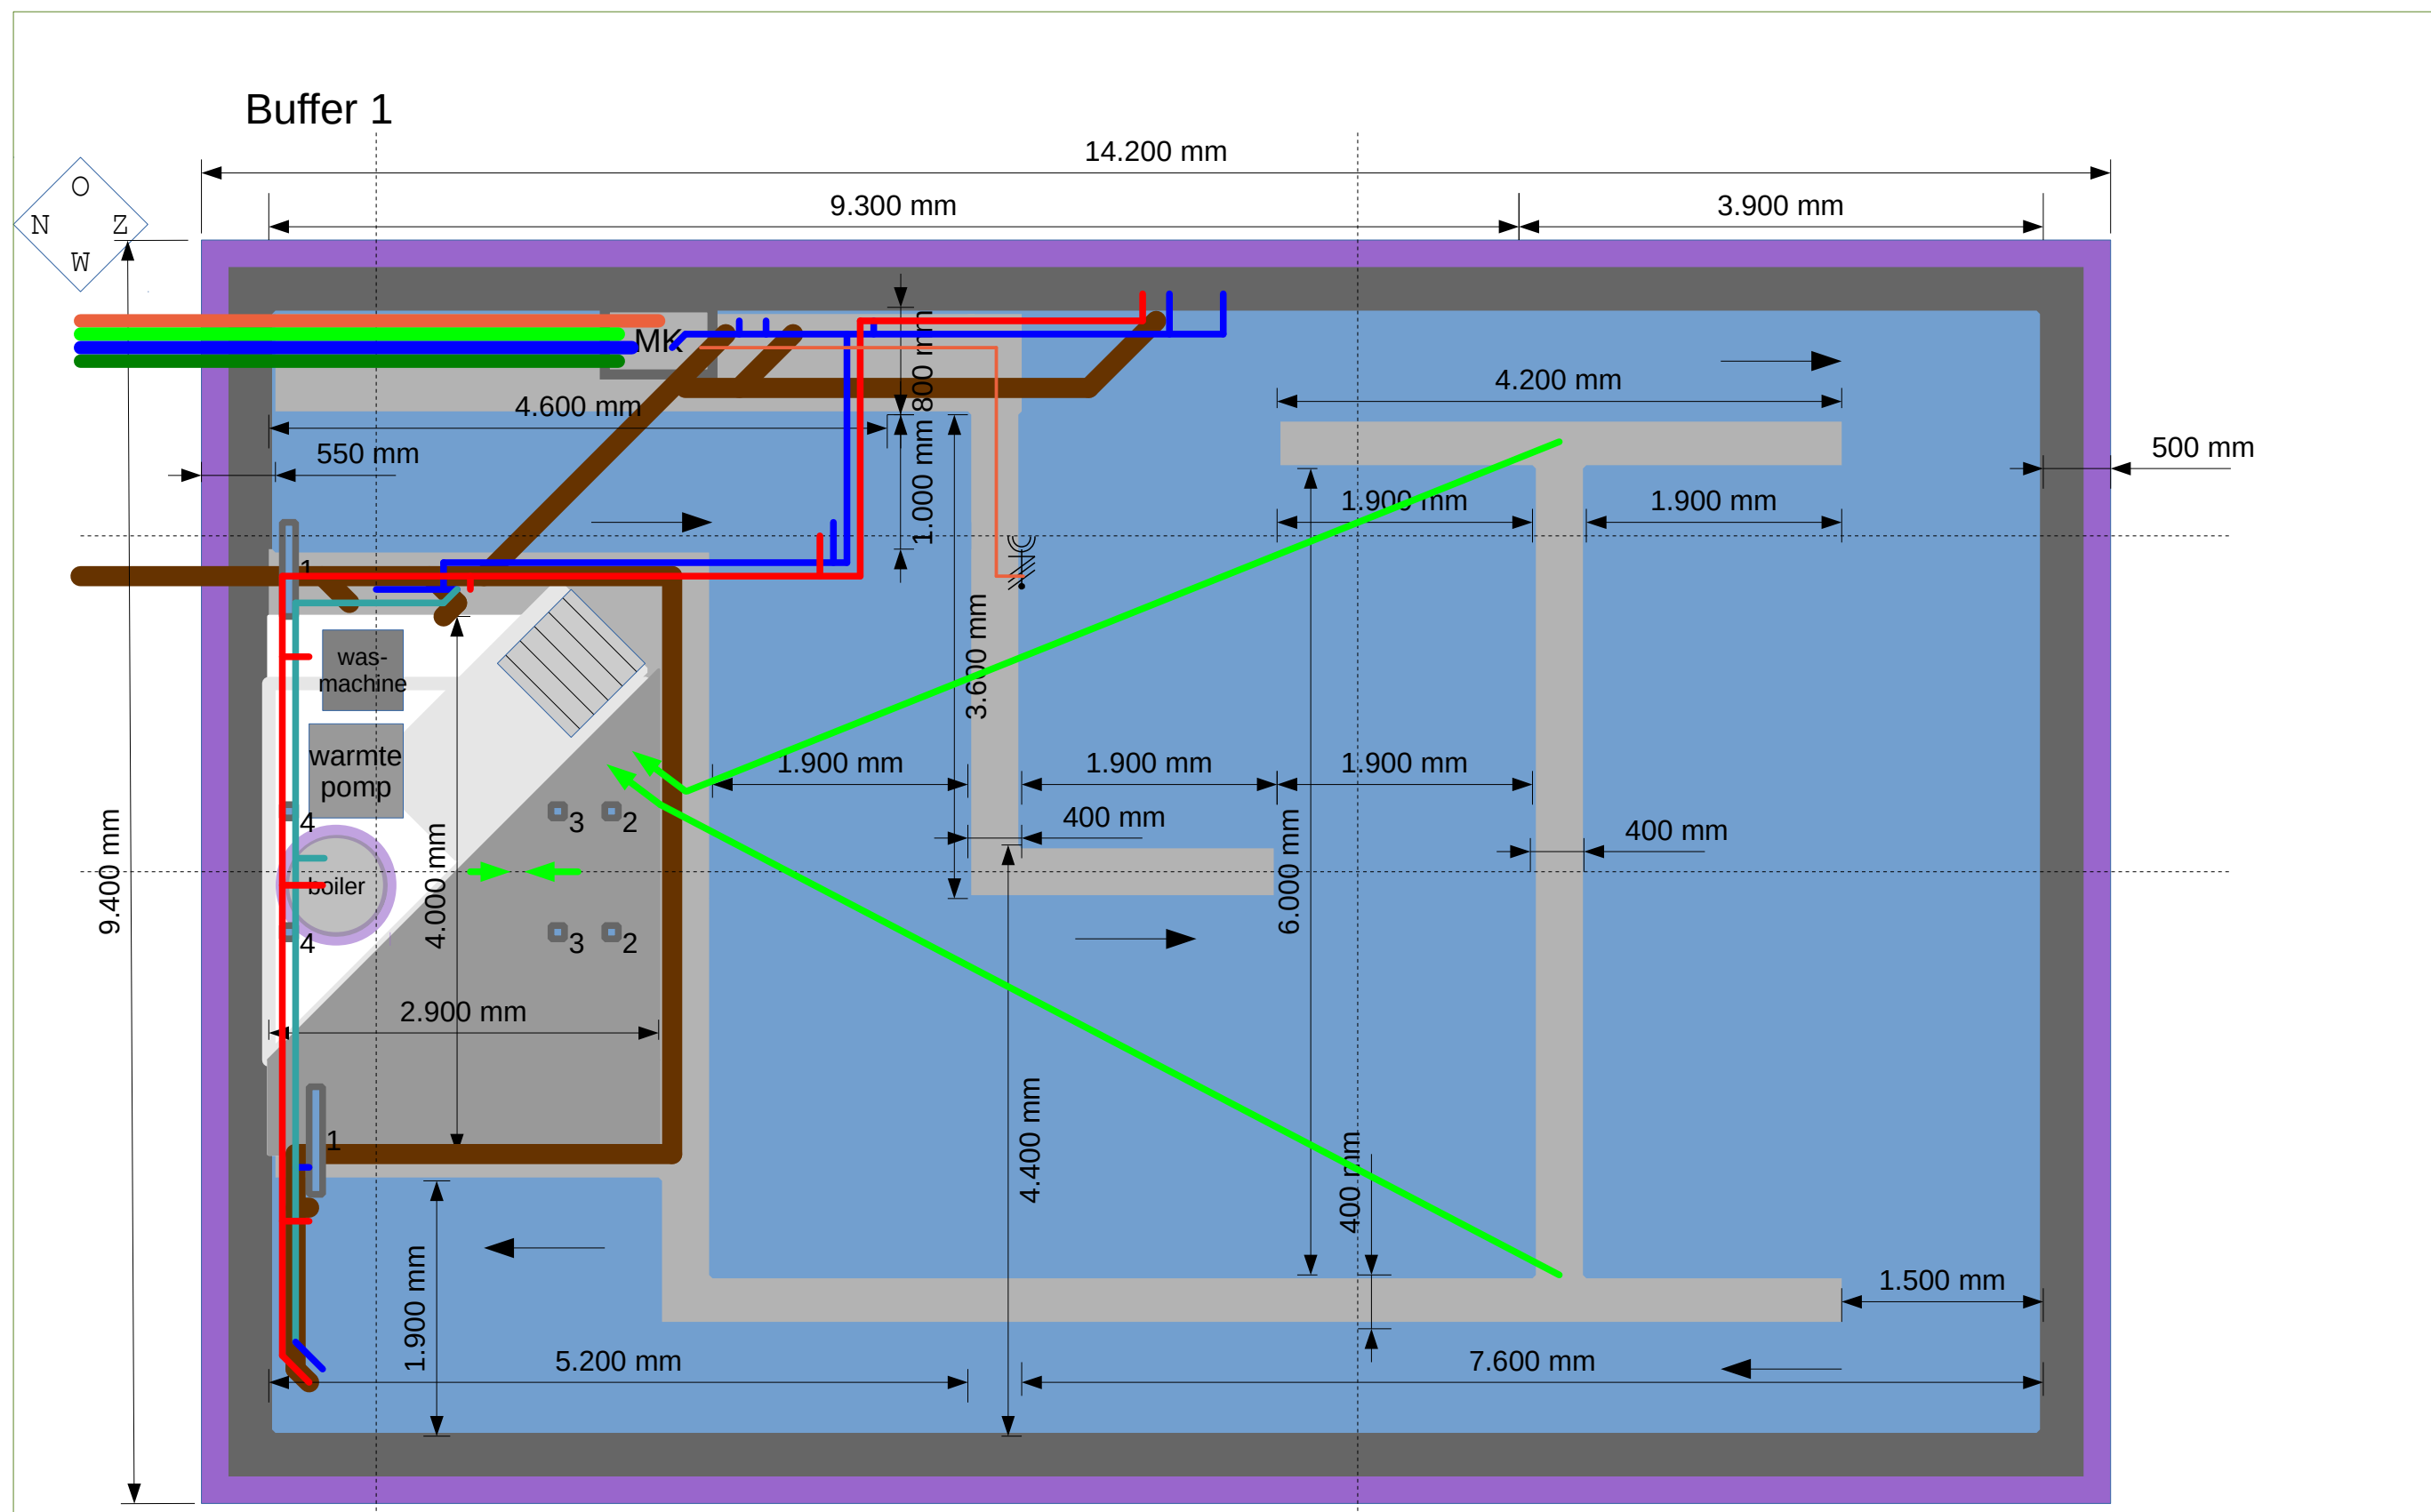 Buffer 1
14.200 mm
9.300 mm
3.900 mm
O
N
Z
W
MK
800 mm
4.200 mm
4.600 mm
550 mm
500 mm
1.000 mm
1.900 mm
1.900 mm
1
was-
machine
3.600 mm
warmte
pomp
1.900 mm
1.900 mm
1.900 mm
4
3
2
400 mm
400 mm
9.400 mm
4.000 mm
6.000 mm
boiler
4
3
2
2.900 mm
1
4.400 mm
400 mm
1.900 mm
1.500 mm
5.200 mm
7.600 mm